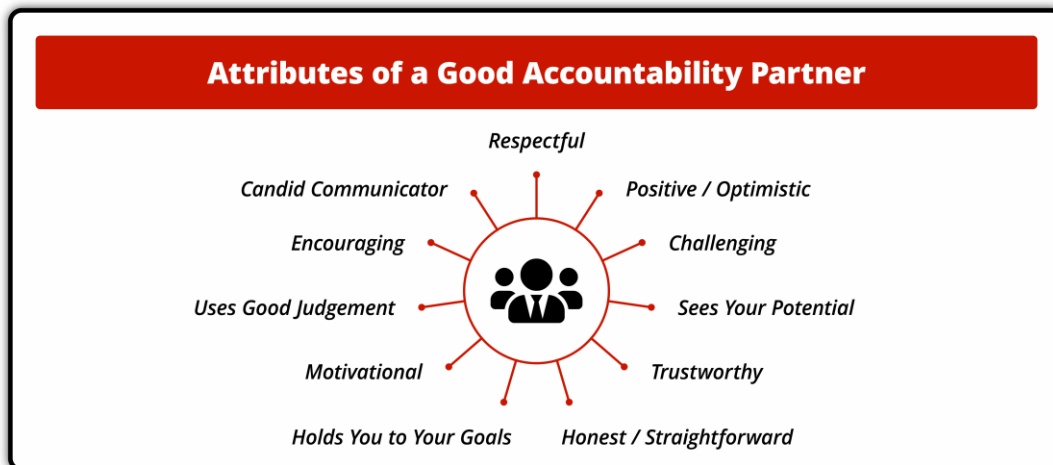 Attributes of a Good Accountability Partner
Respectful
Candid Communicator
Positive / Optimistic
Encouraging
Challenging
Uses Good Judgement
Sees Your Potential
Motivational
Trustworthy
Holds You to Your Goals
Honest / Straightforward